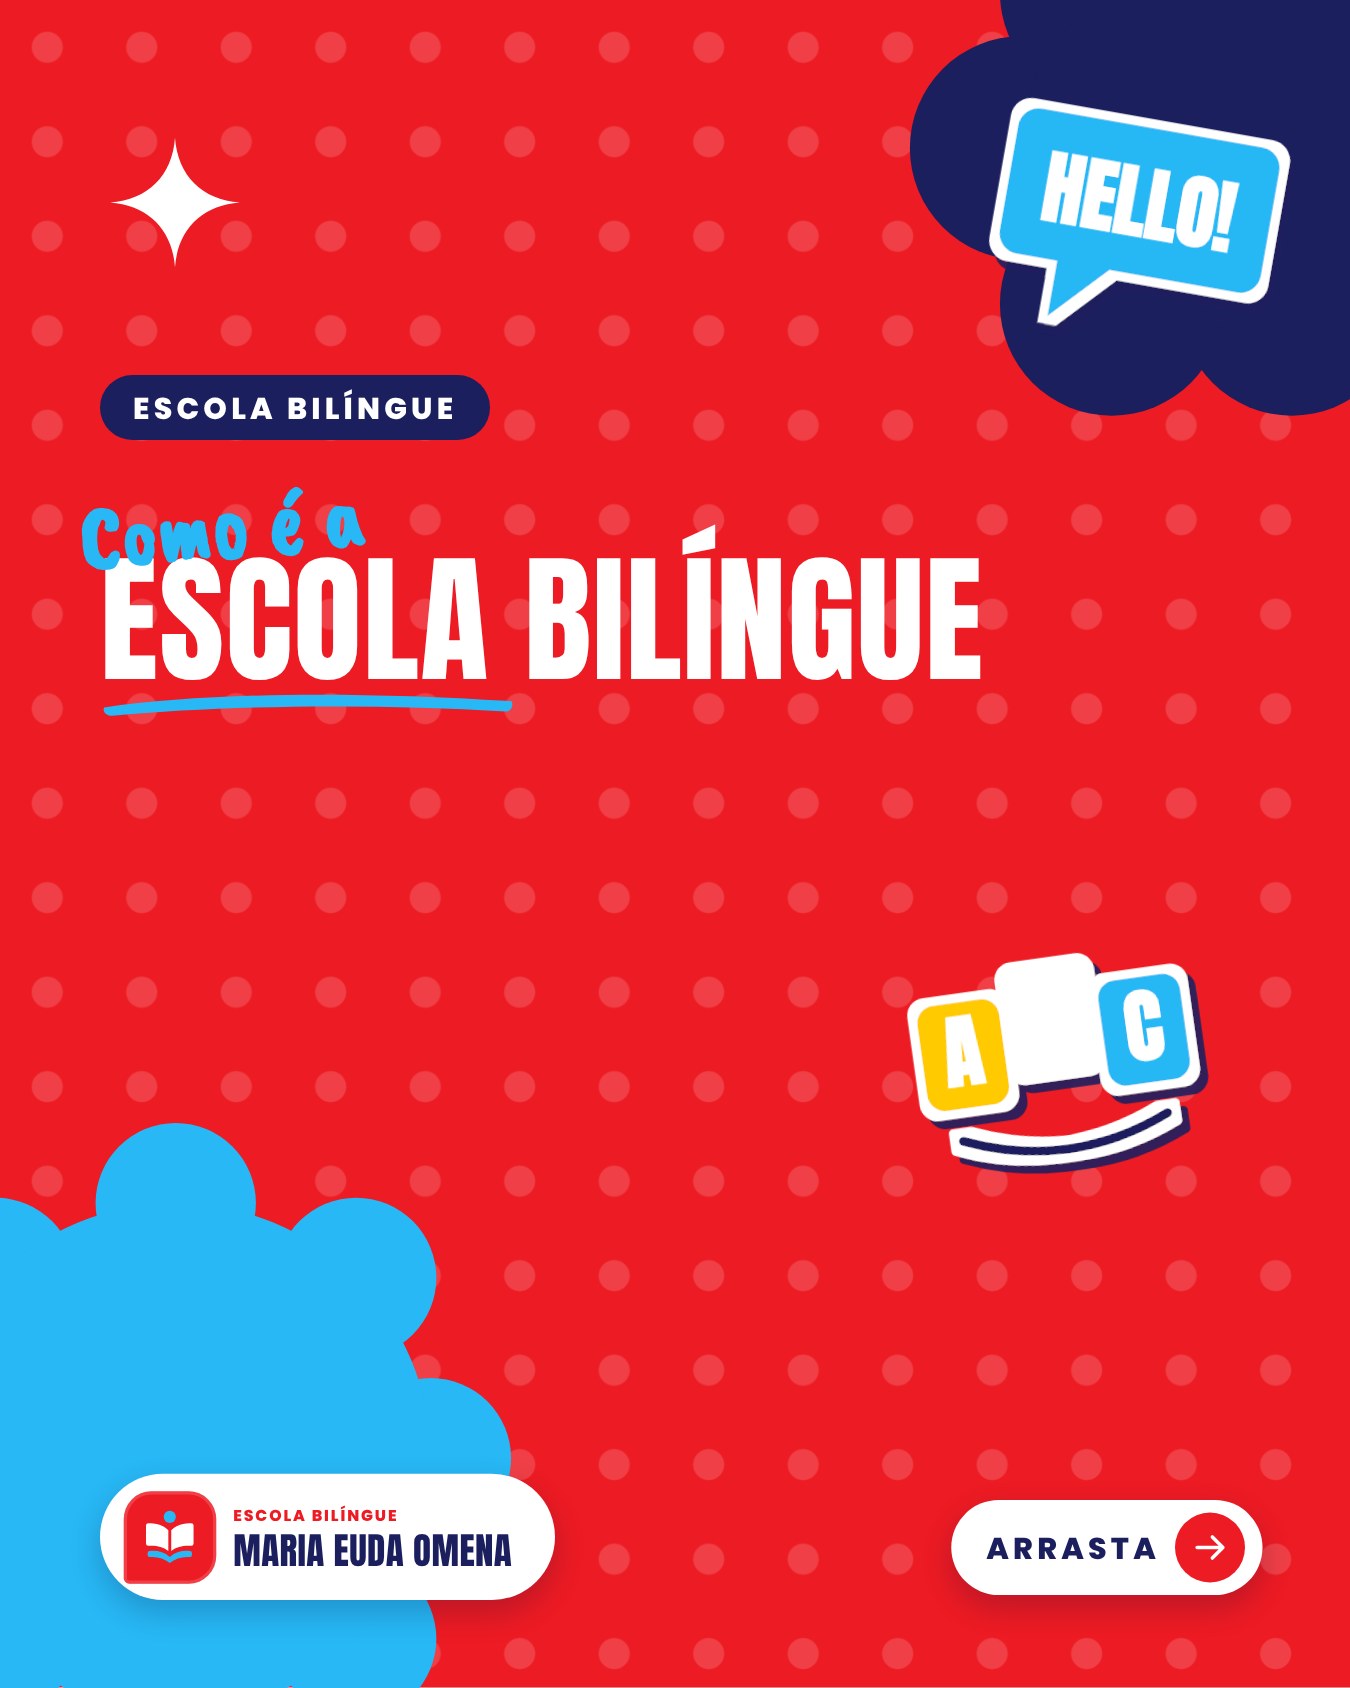 HELLO!
ESCOLA BILÍNGUE
Como é a
ESCOLA BILÍNGUE
A C
ESCOLA BILÍNGUE
MARIA EUDA OMENA
ARRASTA